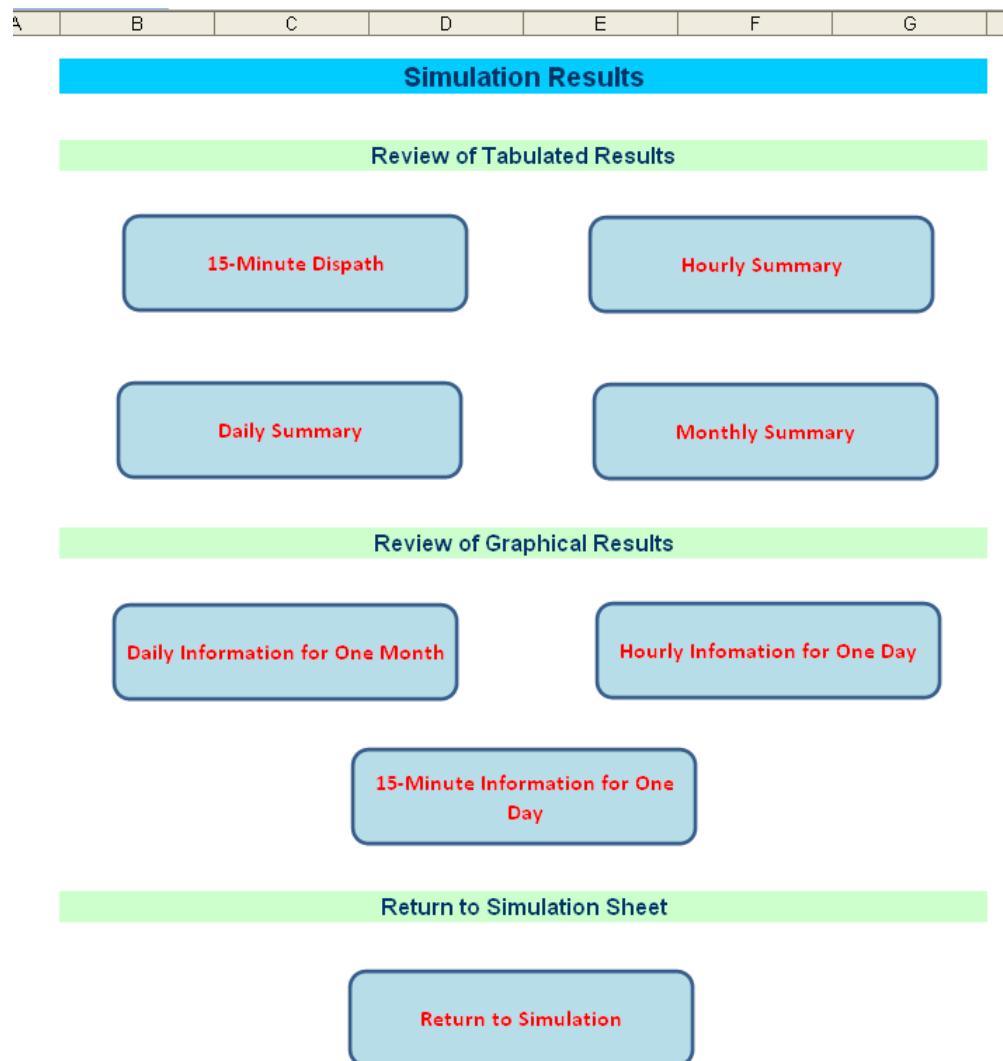 A B C D E F G
Simulation Results
Review of Tabulated Results
15-Minute Dispath
Hourly Summary
Daily Summary
Monthly Summary
Review of Graphical Results
Daily Information for One Month
Hourly Infomation for One Day
15-Minute Information for One
Day
Return to Simulation Sheet
Return to Simulation